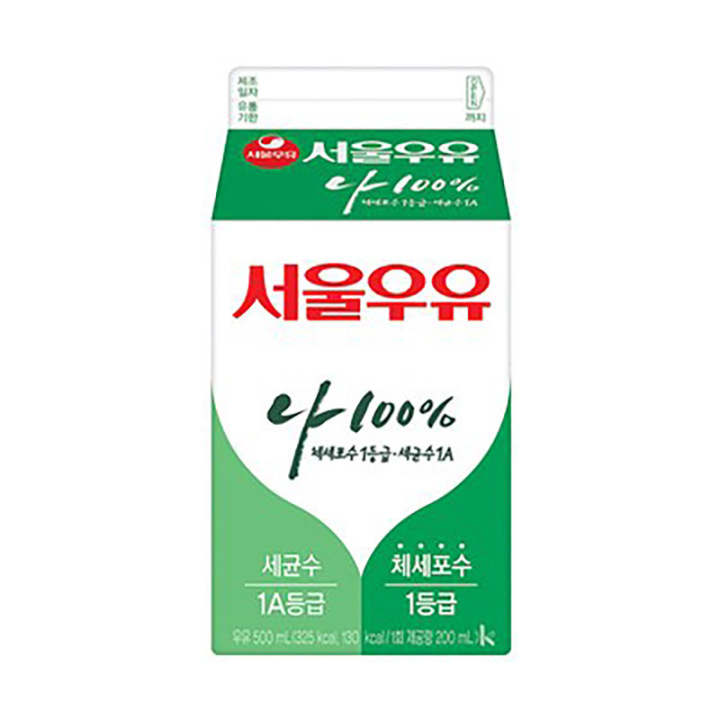 제조
일자
유통
기한
까지
서울우유
서울우유
나100%
체세포수1등급·세균수1A
서울우유
나100%
체세포수1등급·세균수1A
세균수
1A등급
체세포수
1등급
우유 500 mL(325 kcal, 130 kcal/1회 제공량 200 mL)